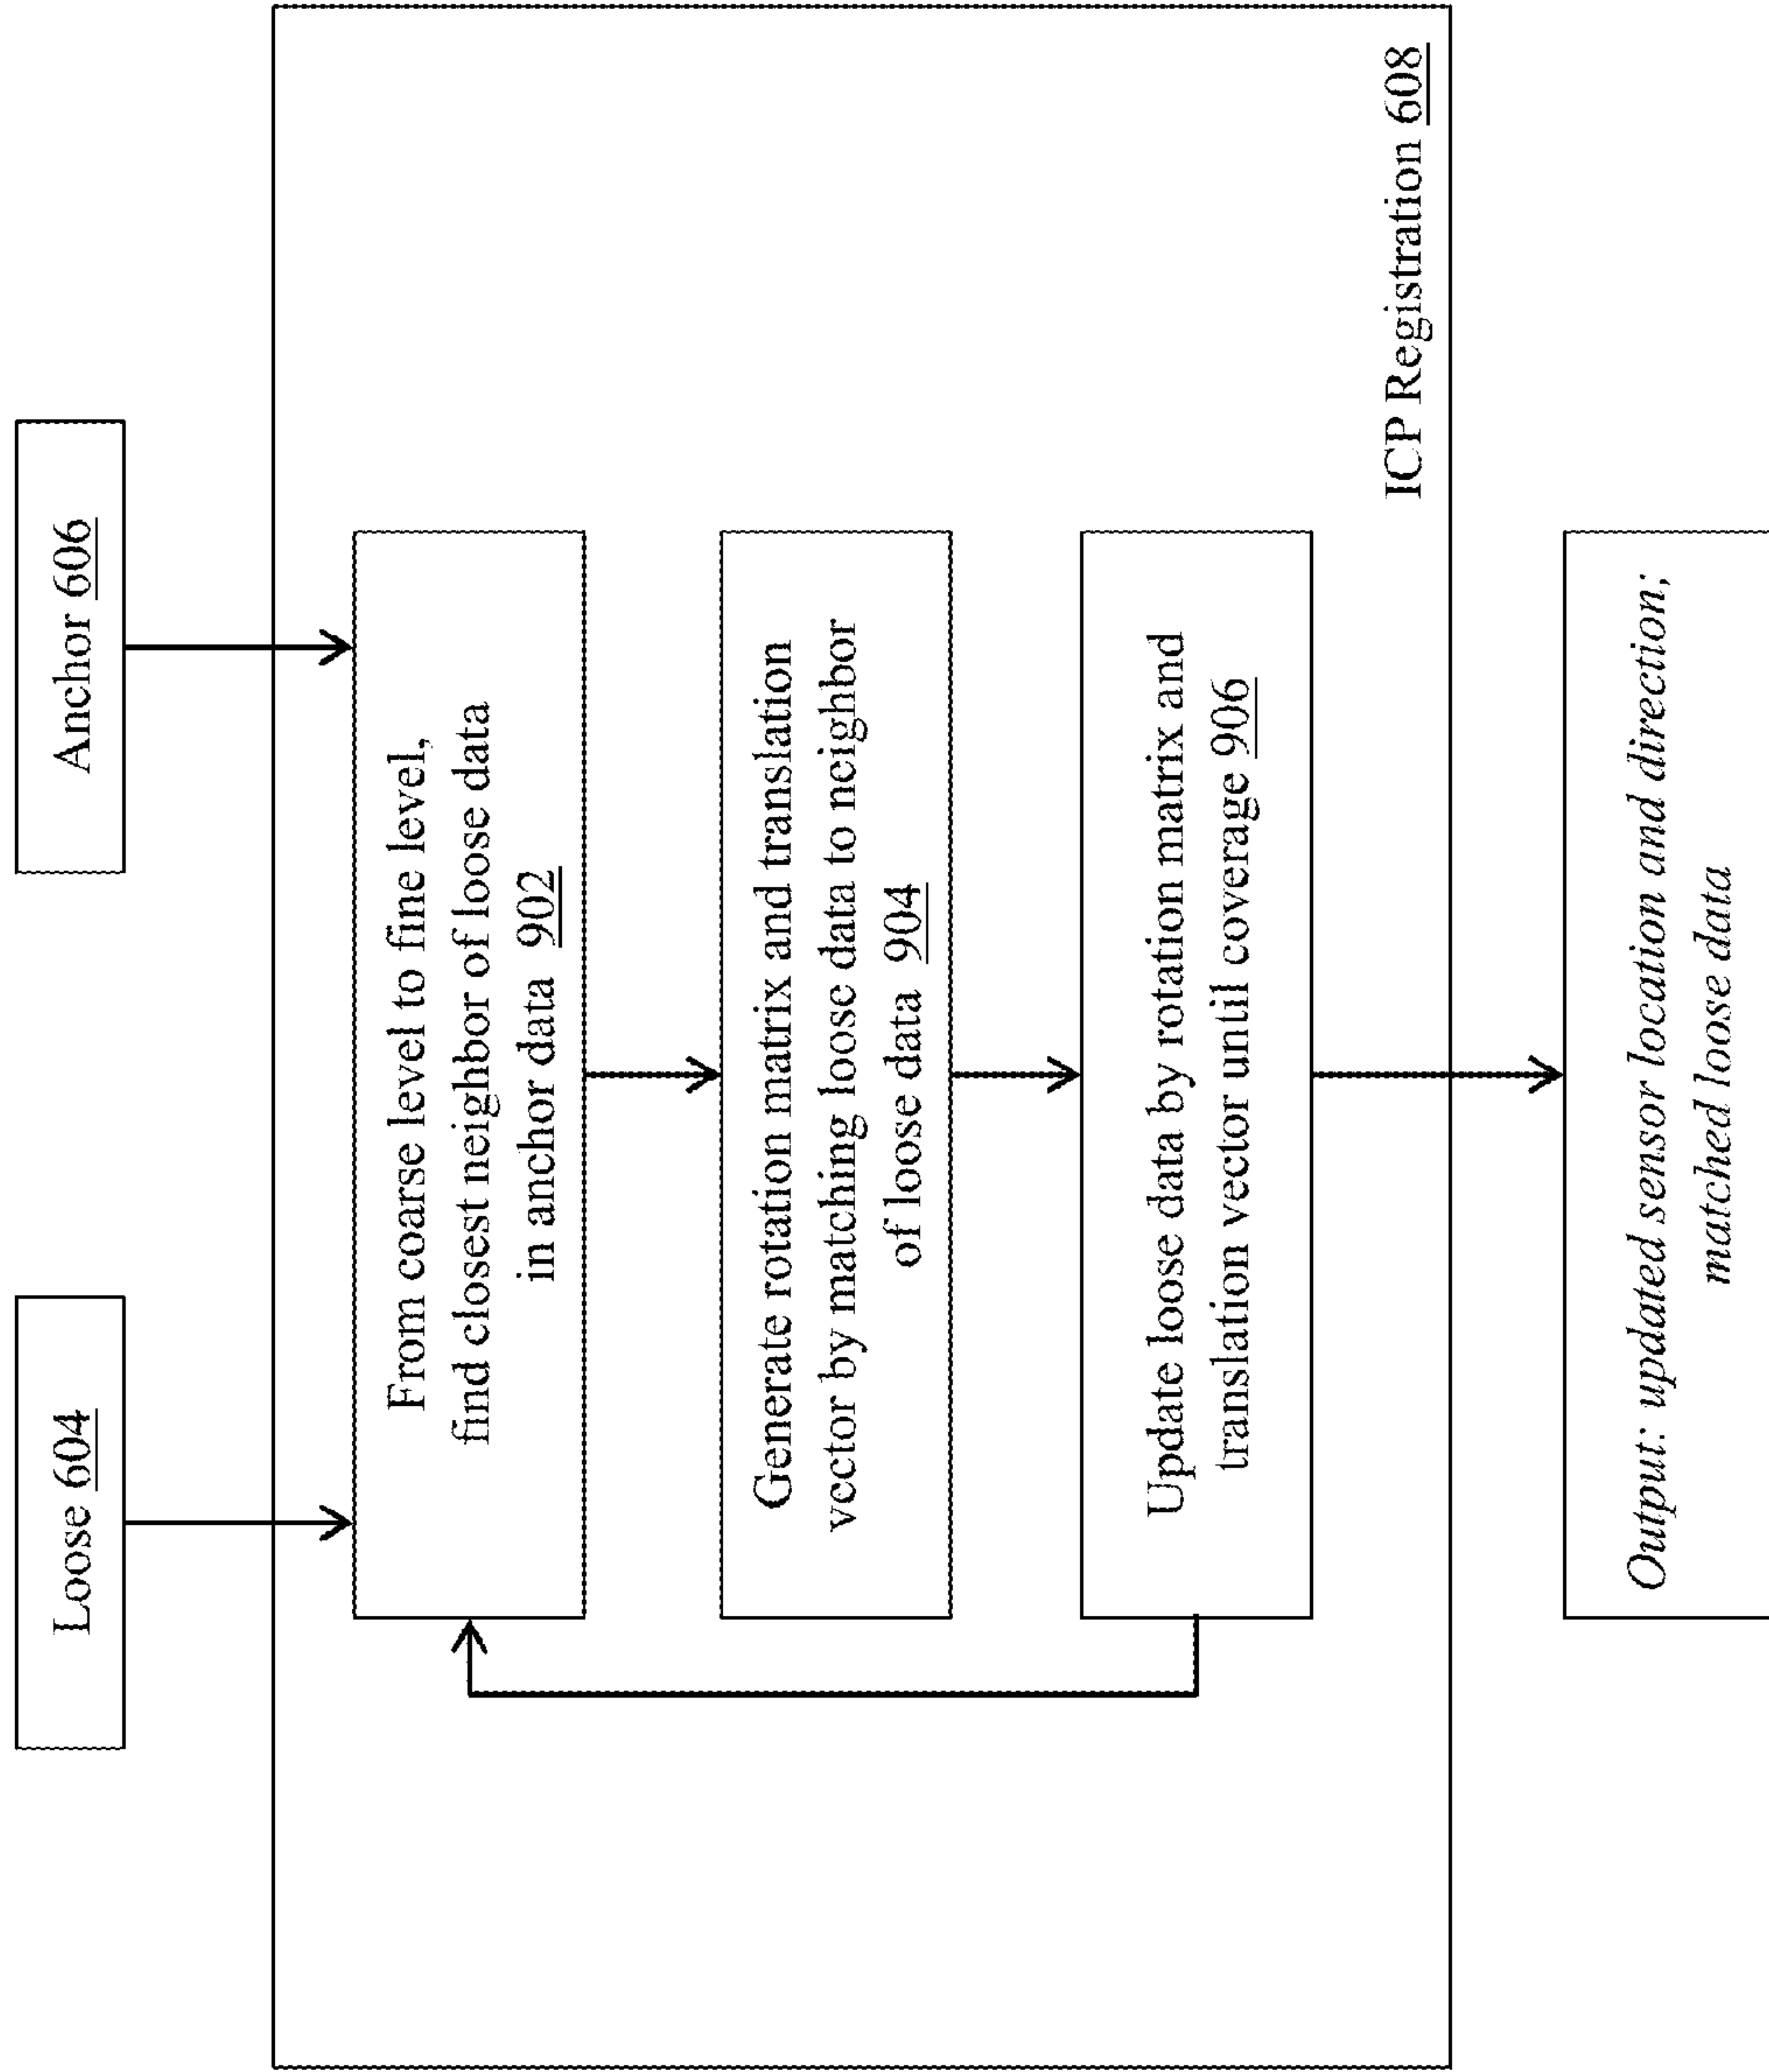 Loose 604
Anchor 606
From coarse level to fine level,
find closest neighbor of loose data
in anchor data 902
Generate rotation matrix and translation
vector by matching loose data to neighbor
of loose data 904
Update loose data by rotation matrix and
translation vector until coverage 906
ICP Registration 608
Output: updated sensor location and direction;
matched loose data